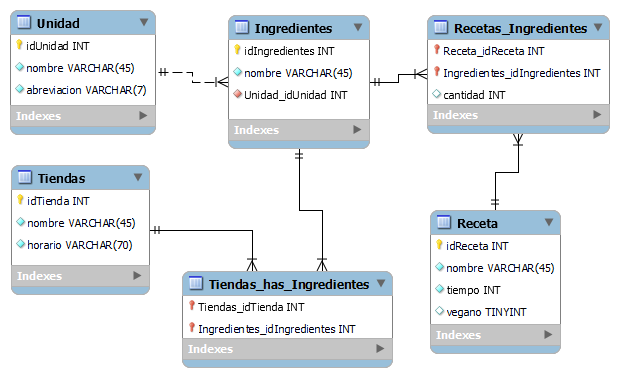 Unidad
idUnidad INT
nombre VARCHAR(45)
abreviacion VARCHAR(7)
Indexes
Ingredientes
idIngredientes INT
nombre VARCHAR(45)
Unidad_idUnidad INT
Indexes
Recetas_Ingredientes
Receta_idReceta INT
Ingredientes_idIngredientes INT
cantidad INT
Indexes
Tiendas
idTienda INT
nombre VARCHAR(45)
horario VARCHAR(70)
Indexes
Tiendas_has_Ingredientes
Tiendas_idTienda INT
Ingredientes_idIngredientes INT
Indexes
Receta
idReceta INT
nombre VARCHAR(45)
tiempo INT
vegano TINYINT
Indexes